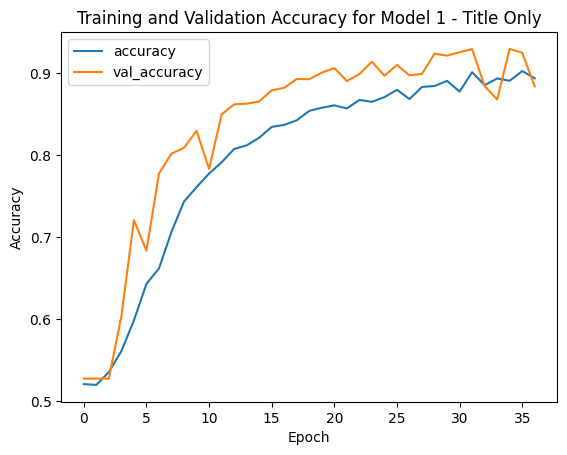 Training and Validation Accuracy for Model 1 - Title Only
accuracy
val_accuracy
0.9
0.8
0.7
0.6
0.5
Accuracy
0 5 10 15 20 25 30 35
Epoch